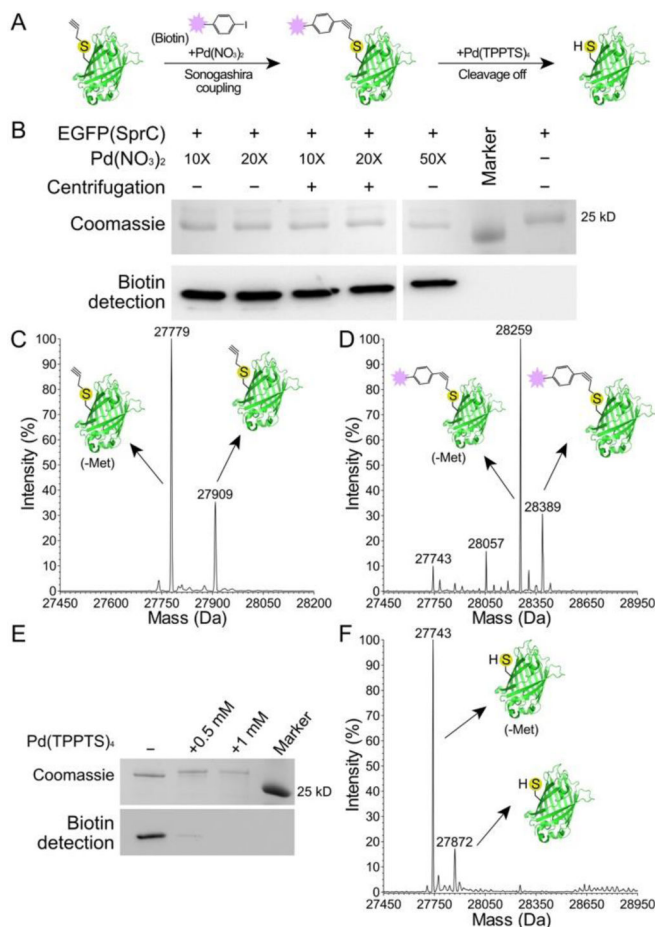 A
S
(Biotin)
I
+Pd(NO₃)₂
Sonogashira
coupling
S
+Pd(TPPTS)₄
Cleavage off
H S
B
EGFP(SprC) + + + + + Marker +
Pd(NO₃)₂ 10X 20X 10X 20X 50X –
Centrifugation – – + + – –
Coomassie 25 kD
Biotin
detection
C
27779
100
90
80
70
60
50
40
30
20
10
0
Intensity (%)
S
(-Met)
S
27909
27450 27600 27750 27900 28050 28200
Mass (Da)
D
28259
100
90
80
70
60
50
40
30
20
10
0
Intensity (%)
S
(-Met)
S
28389
28057
27743
27450 27750 28050 28350 28650 28950
Mass (Da)
E
Pd(TPPTS)₄ – +0.5 mM +1 mM Marker
Coomassie 25 kD
Biotin
detection
F
27743
100
90
80
70
60
50
40
30
20
10
0
Intensity (%)
H S
(-Met)
H S
27872
27450 27750 28050 28350 28650 28950
Mass (Da)